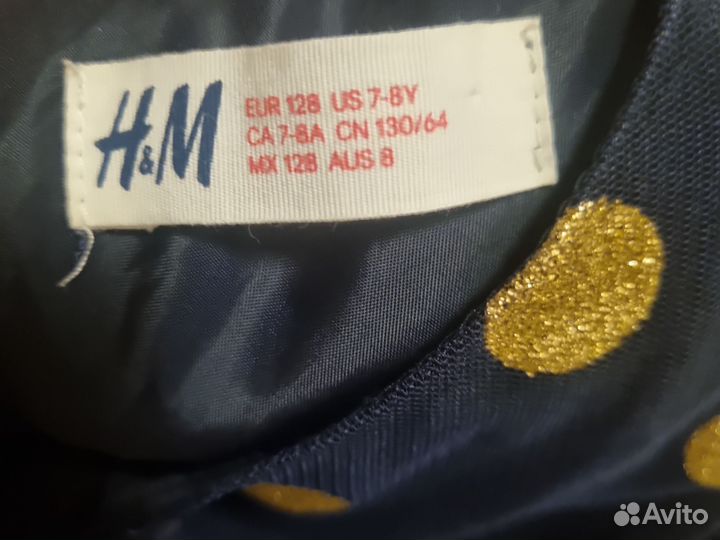 H&M
EUR 128 US 7-8Y
CA 7-8A CN 130/64
MX 128 AUS 8
Avito